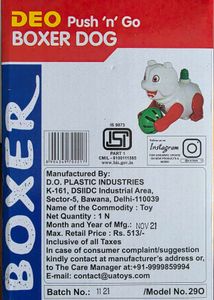 DEO Push 'n' Go
BOXER DOG
BOXER
IS 9873
PART 1
CM/L - 8100111585
www.bis.gov.in
Instagram
Manufactured By:
D.O. PLASTIC INDUSTRIES
K-161, DSIIDC Industrial Area,
Sector-5, Bawana, Delhi-110039
Name of the Commodity : Toy
Net Quantity : 1 N
Month and Year of Mfg.: NOV 21
Max. Retail Price : Rs. 513/-
Inclusive of all Taxes
In case of consumer complaint/suggestion
kindly contact at manufacturer's address or
to The Care Manager at:+91-9999859994
E-mail :contact@uatoys.com
Batch No.: 11 21
Model No.:290